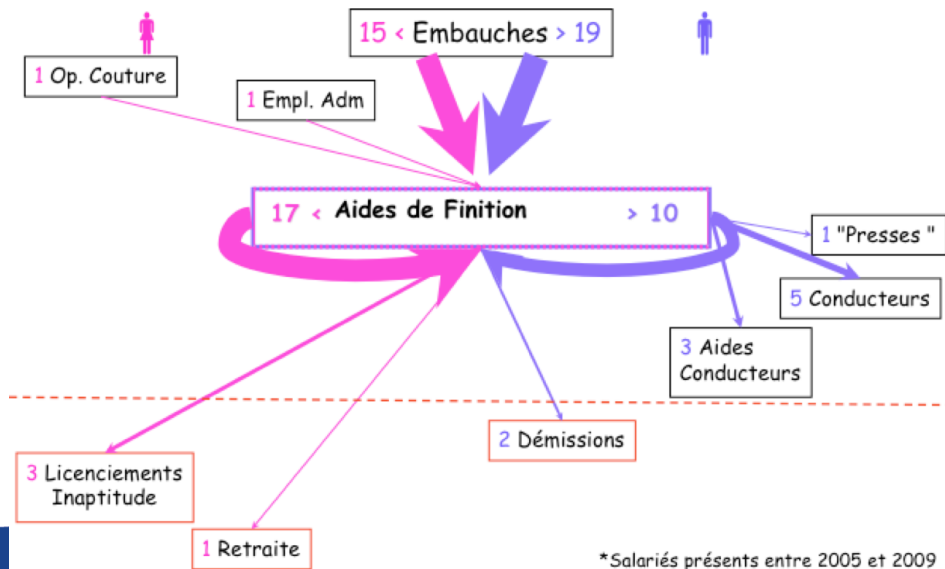 15 < Embauches > 19
1 Op. Couture
1 Empl. Adm
17 < Aides de Finition > 10
1 "Presses "
5 Conducteurs
3 Aides
Conducteurs
2 Démissions
3 Licenciements
Inaptitude
1 Retraite
*Salariés présents entre 2005 et 2009